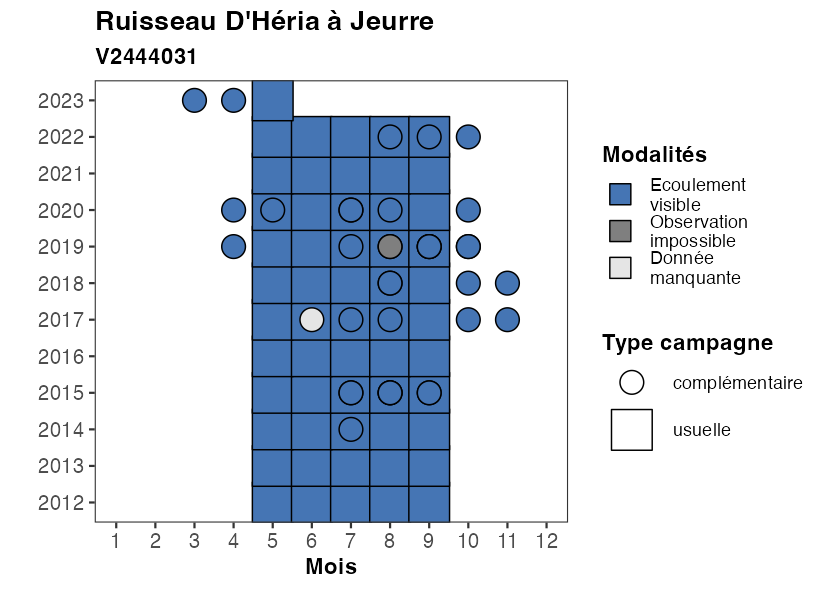 Ruisseau D'Héria à Jeurre
V2444031
2023
2022
2021
2020
2019
2018
2017
2016
2015
2014
2013
2012
1 2 3 4 5 6 7 8 9 10 11 12
Mois
Modalités
Ecoulement
visible
Observation
impossible
Donnée
manquante
Type campagne
complémentaire
usuelle